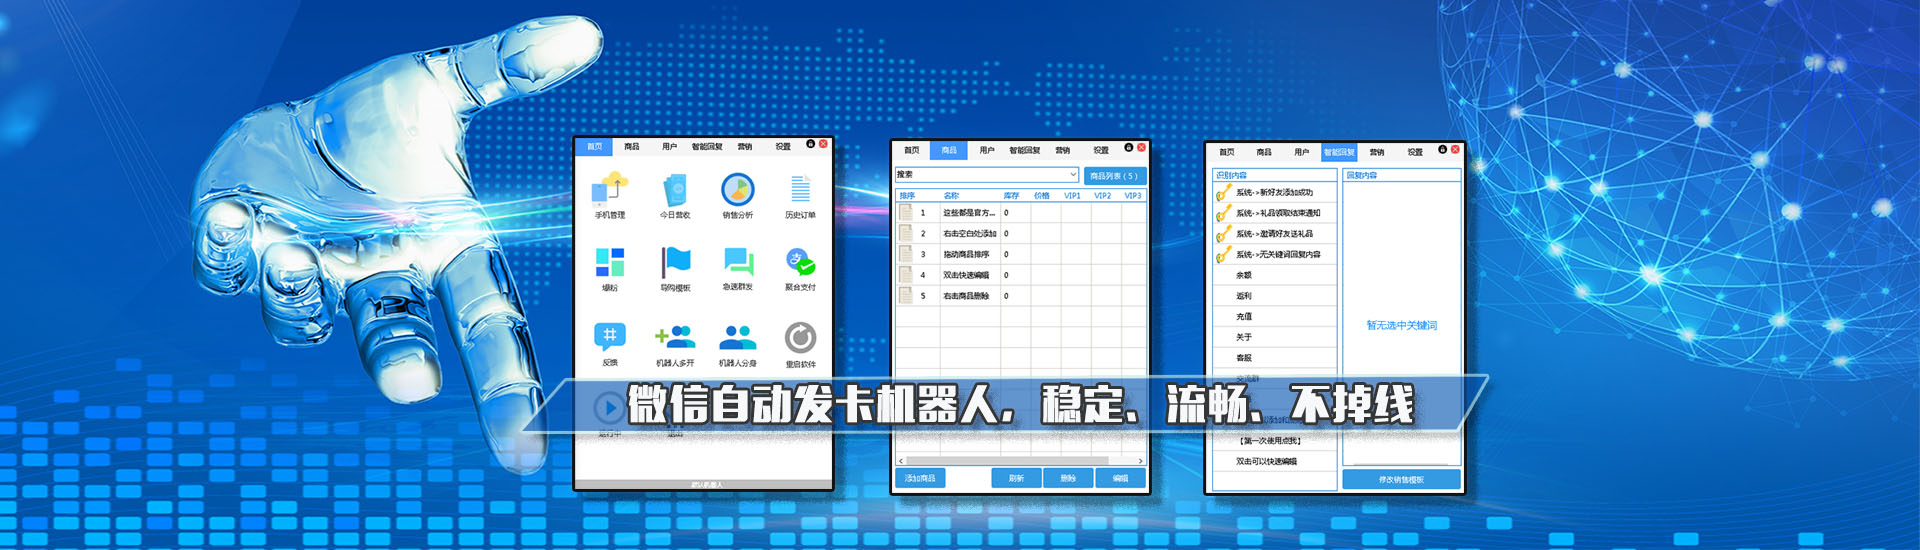 首页 商品 用户 智能回复 营销 设置
手机管理 今日营收 销售分析 历史订单
爆粉 导购模板 急速群发 聚合支付
反馈 机器人多开 机器人分身 重启软件
运行中 退出
默认机器人
首页 商品 用户 智能回复 营销 设置
搜索
商品列表（5）
排序 名称 库存 价格 VIP1 VIP2 VIP3
1 这些都是官方... 0
2 右击空白处添加 0
3 拖动商品排序 0
4 双击快速编辑 0
5 右击商品删除 0
添加商品 刷新 删除 编辑
首页 商品 用户 智能回复 营销 设置
识别内容
系统->新好友添加成功
系统->礼品领取结束通知
系统->邀请好友送礼品
系统->无关键词回复内容
余额
返利
充值
关于
客服
交流群
【第一次使用点我】
双击可以快速编辑
回复内容
暂无选中关键词
修改销售模板
微信自动发卡机器人，稳定、流畅、不掉线